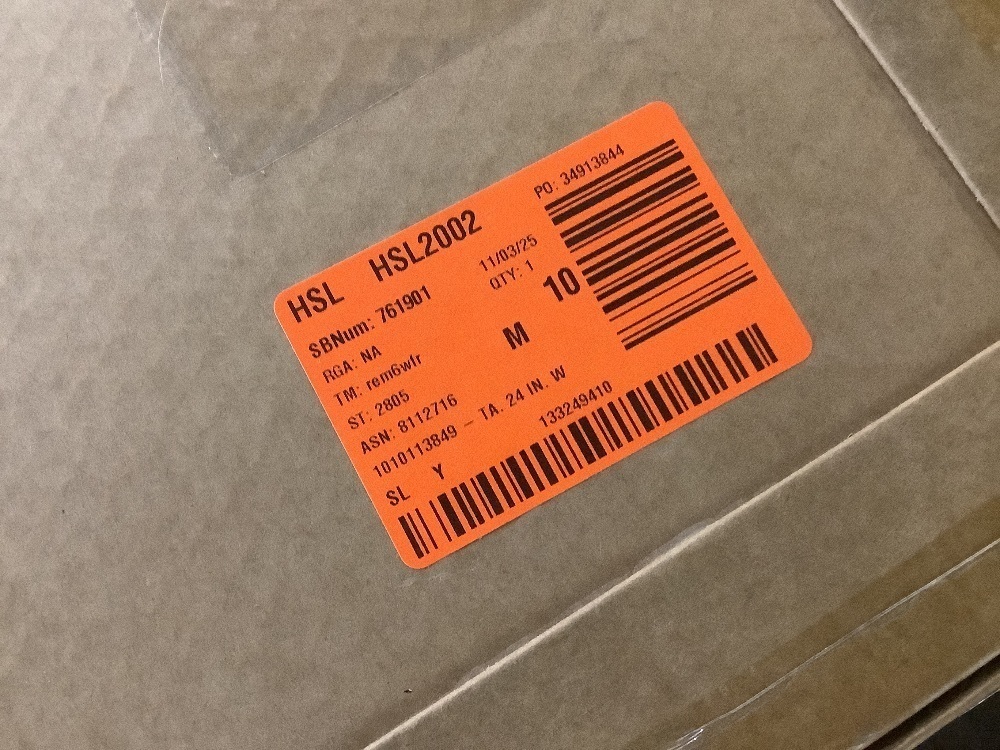 HSL HSL2002
PO: 34913844
SBNum: 761901
11/03/25
RGA: NA
QTY: 1
10
TM: rem6wfr
M
ST: 2805
ASN: 8112716
1010113849 - TA. 24 IN. W
SL Y
133249410